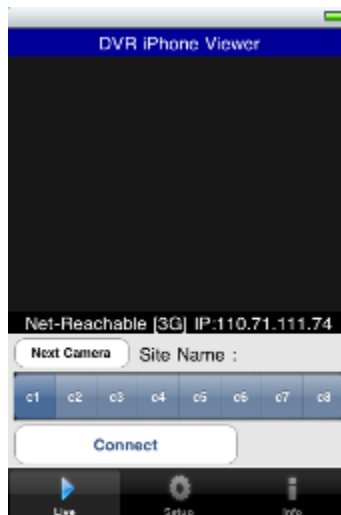 DVR iPhone Viewer
Net-Reachable [3G] IP:110.71.111.74
Next Camera Site Name :
c1 c2 c3 c4 c5 c6 c7 c8
Connect
Live Setup Info